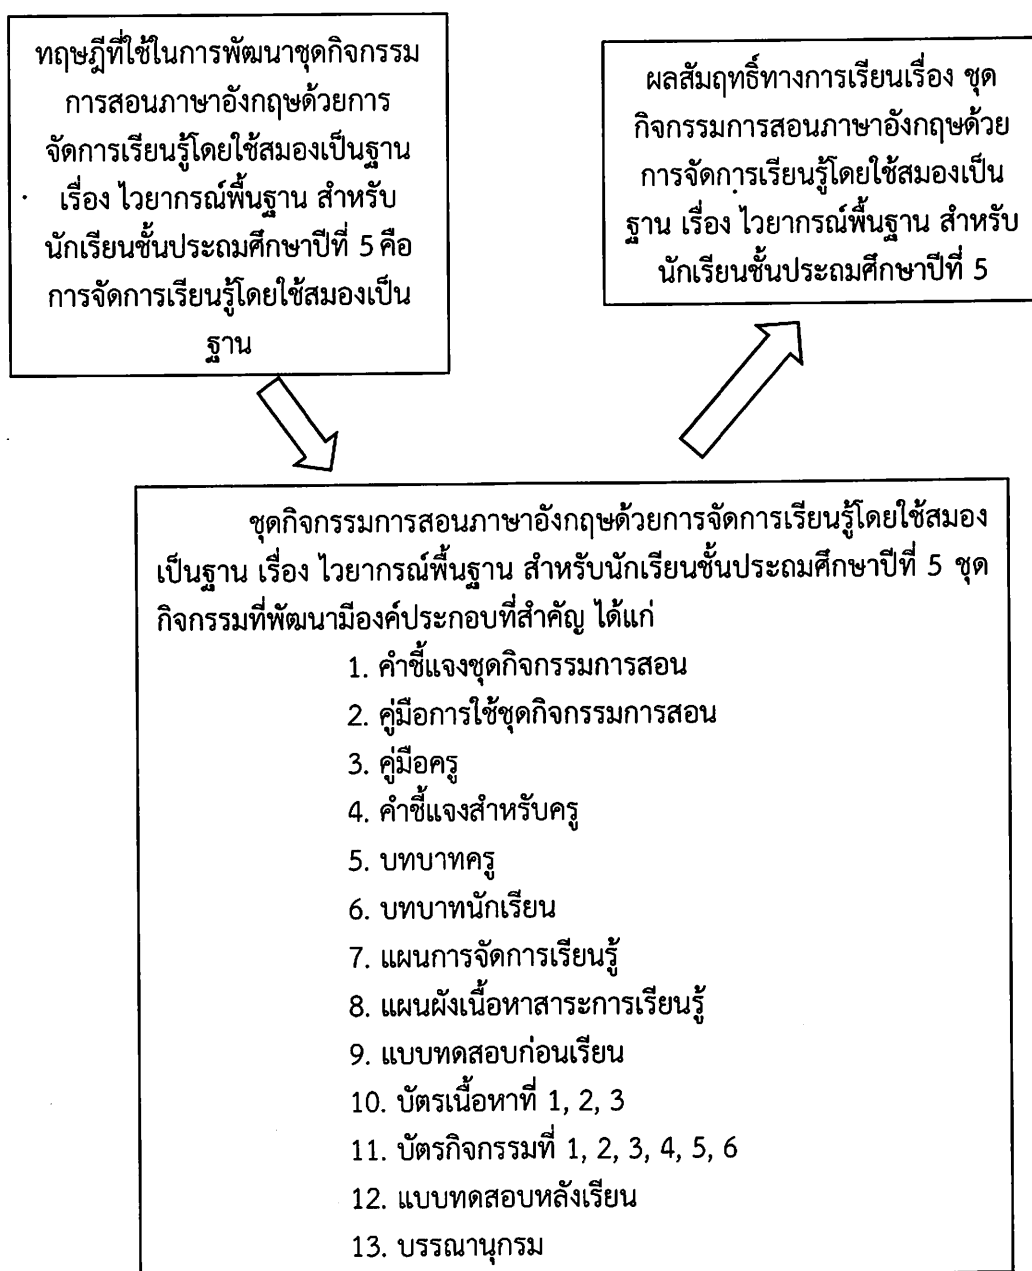 ทฤษฎีที่ใช้ในการพัฒนาชุดกิจกรรม
การสอนภาษาอังกฤษด้วยการ
จัดการเรียนรู้โดยใช้สมองเป็นฐาน
เรื่อง ไวยากรณ์พื้นฐาน สำหรับ
นักเรียนชั้นประถมศึกษาปีที่ 5 คือ
การจัดการเรียนรู้โดยใช้สมองเป็น
ฐาน
ผลสัมฤทธิ์ทางการเรียนเรื่อง ชุด
กิจกรรมการสอนภาษาอังกฤษด้วย
การจัดการเรียนรู้โดยใช้สมองเป็น
ฐาน เรื่อง ไวยากรณ์พื้นฐาน สำหรับ
นักเรียนชั้นประถมศึกษาปีที่ 5
ชุดกิจกรรมการสอนภาษาอังกฤษด้วยการจัดการเรียนรู้โดยใช้สมอง
เป็นฐาน เรื่อง ไวยากรณ์พื้นฐาน สำหรับนักเรียนชั้นประถมศึกษาปีที่ 5 ชุด
กิจกรรมที่พัฒนามีองค์ประกอบที่สำคัญ ได้แก่
1. คำชี้แจงชุดกิจกรรมการสอน
2. คู่มือการใช้ชุดกิจกรรมการสอน
3. คู่มือครู
4. คำชี้แจงสำหรับครู
5. บทบาทครู
6. บทบาทนักเรียน
7. แผนการจัดการเรียนรู้
8. แผนผังเนื้อหาสาระการเรียนรู้
9. แบบทดสอบก่อนเรียน
10. บัตรเนื้อหาที่ 1, 2, 3
11. บัตรกิจกรรมที่ 1, 2, 3, 4, 5, 6
12. แบบทดสอบหลังเรียน
13. บรรณานุกรม